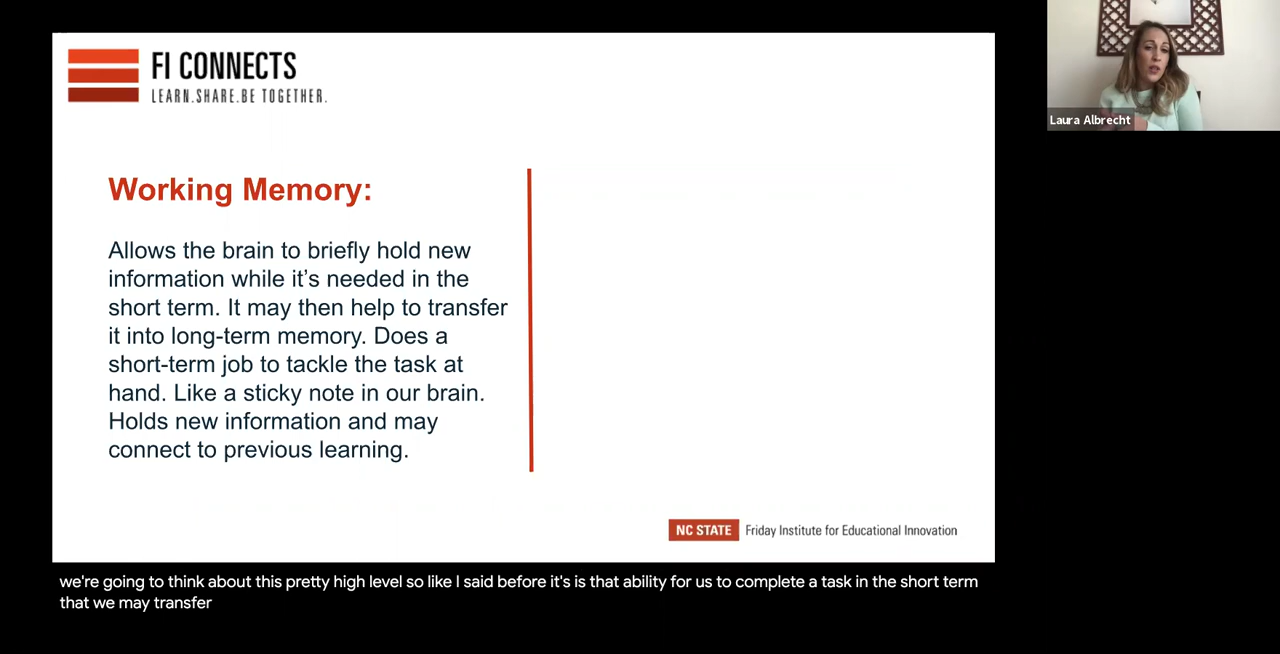 FI CONNECTS
LEARN.SHARE.BE TOGETHER.
Laura Albrecht
Working Memory:
Allows the brain to briefly hold new
information while it’s needed in the
short term. It may then help to transfer
it into long-term memory. Does a
short-term job to tackle the task at
hand. Like a sticky note in our brain.
Holds new information and may
connect to previous learning.
NC STATE Friday Institute for Educational Innovation
we're going to think about this pretty high level so like I said before it's is that ability for us to complete a task in the short term
that we may transfer